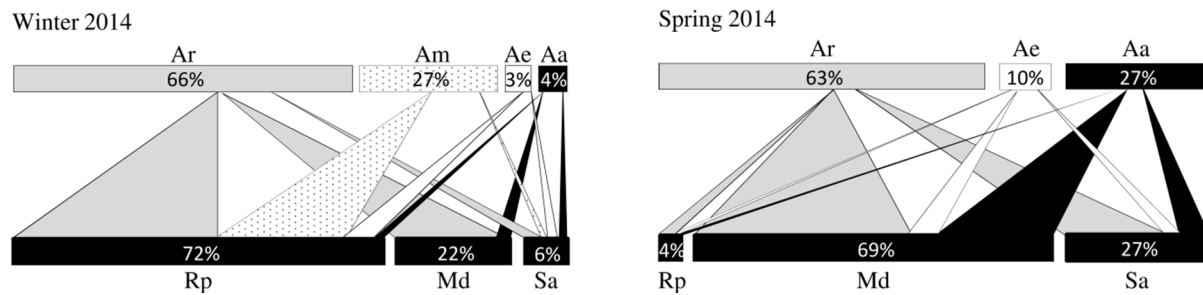 Winter 2014
Ar Am Ae Aa
66% 27% 3% 4%
72% 22% 6%
Rp Md Sa
Spring 2014
Ar Ae Aa
63% 10% 27%
4% 69% 27%
Rp Md Sa